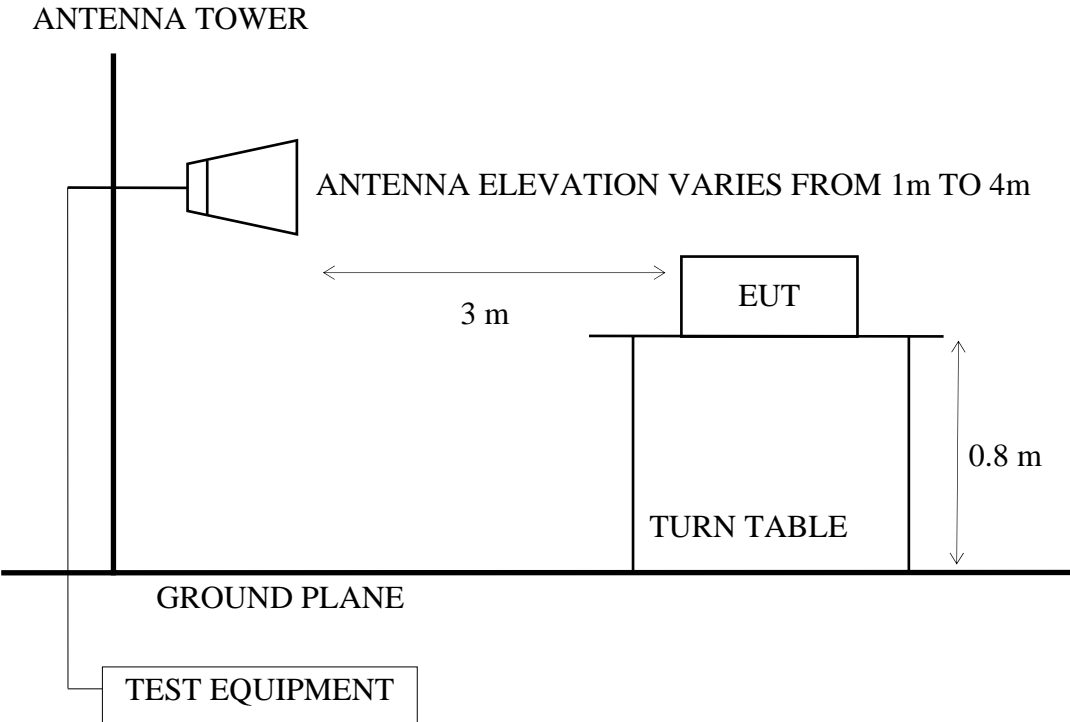 ANTENNA TOWER
ANTENNA ELEVATION VARIES FROM 1m TO 4m
EUT
3 m
0.8 m
TURN TABLE
GROUND PLANE
TEST EQUIPMENT